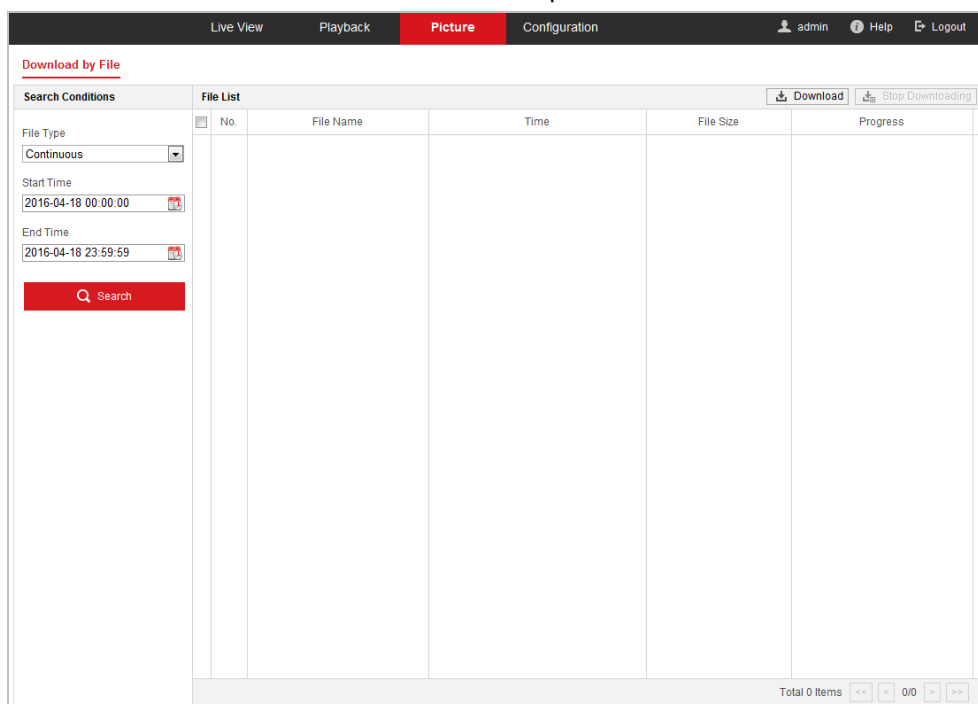 Live View Playback Picture Configuration admin Help Logout
Download by File
Search Conditions
File Type
Continuous
Start Time
2016-04-18 00:00:00
End Time
2016-04-18 23:59:59
Search
File List Download Stop Downloading
No. File Name Time File Size Progress
Total 0 Items << < 0/0 > >>